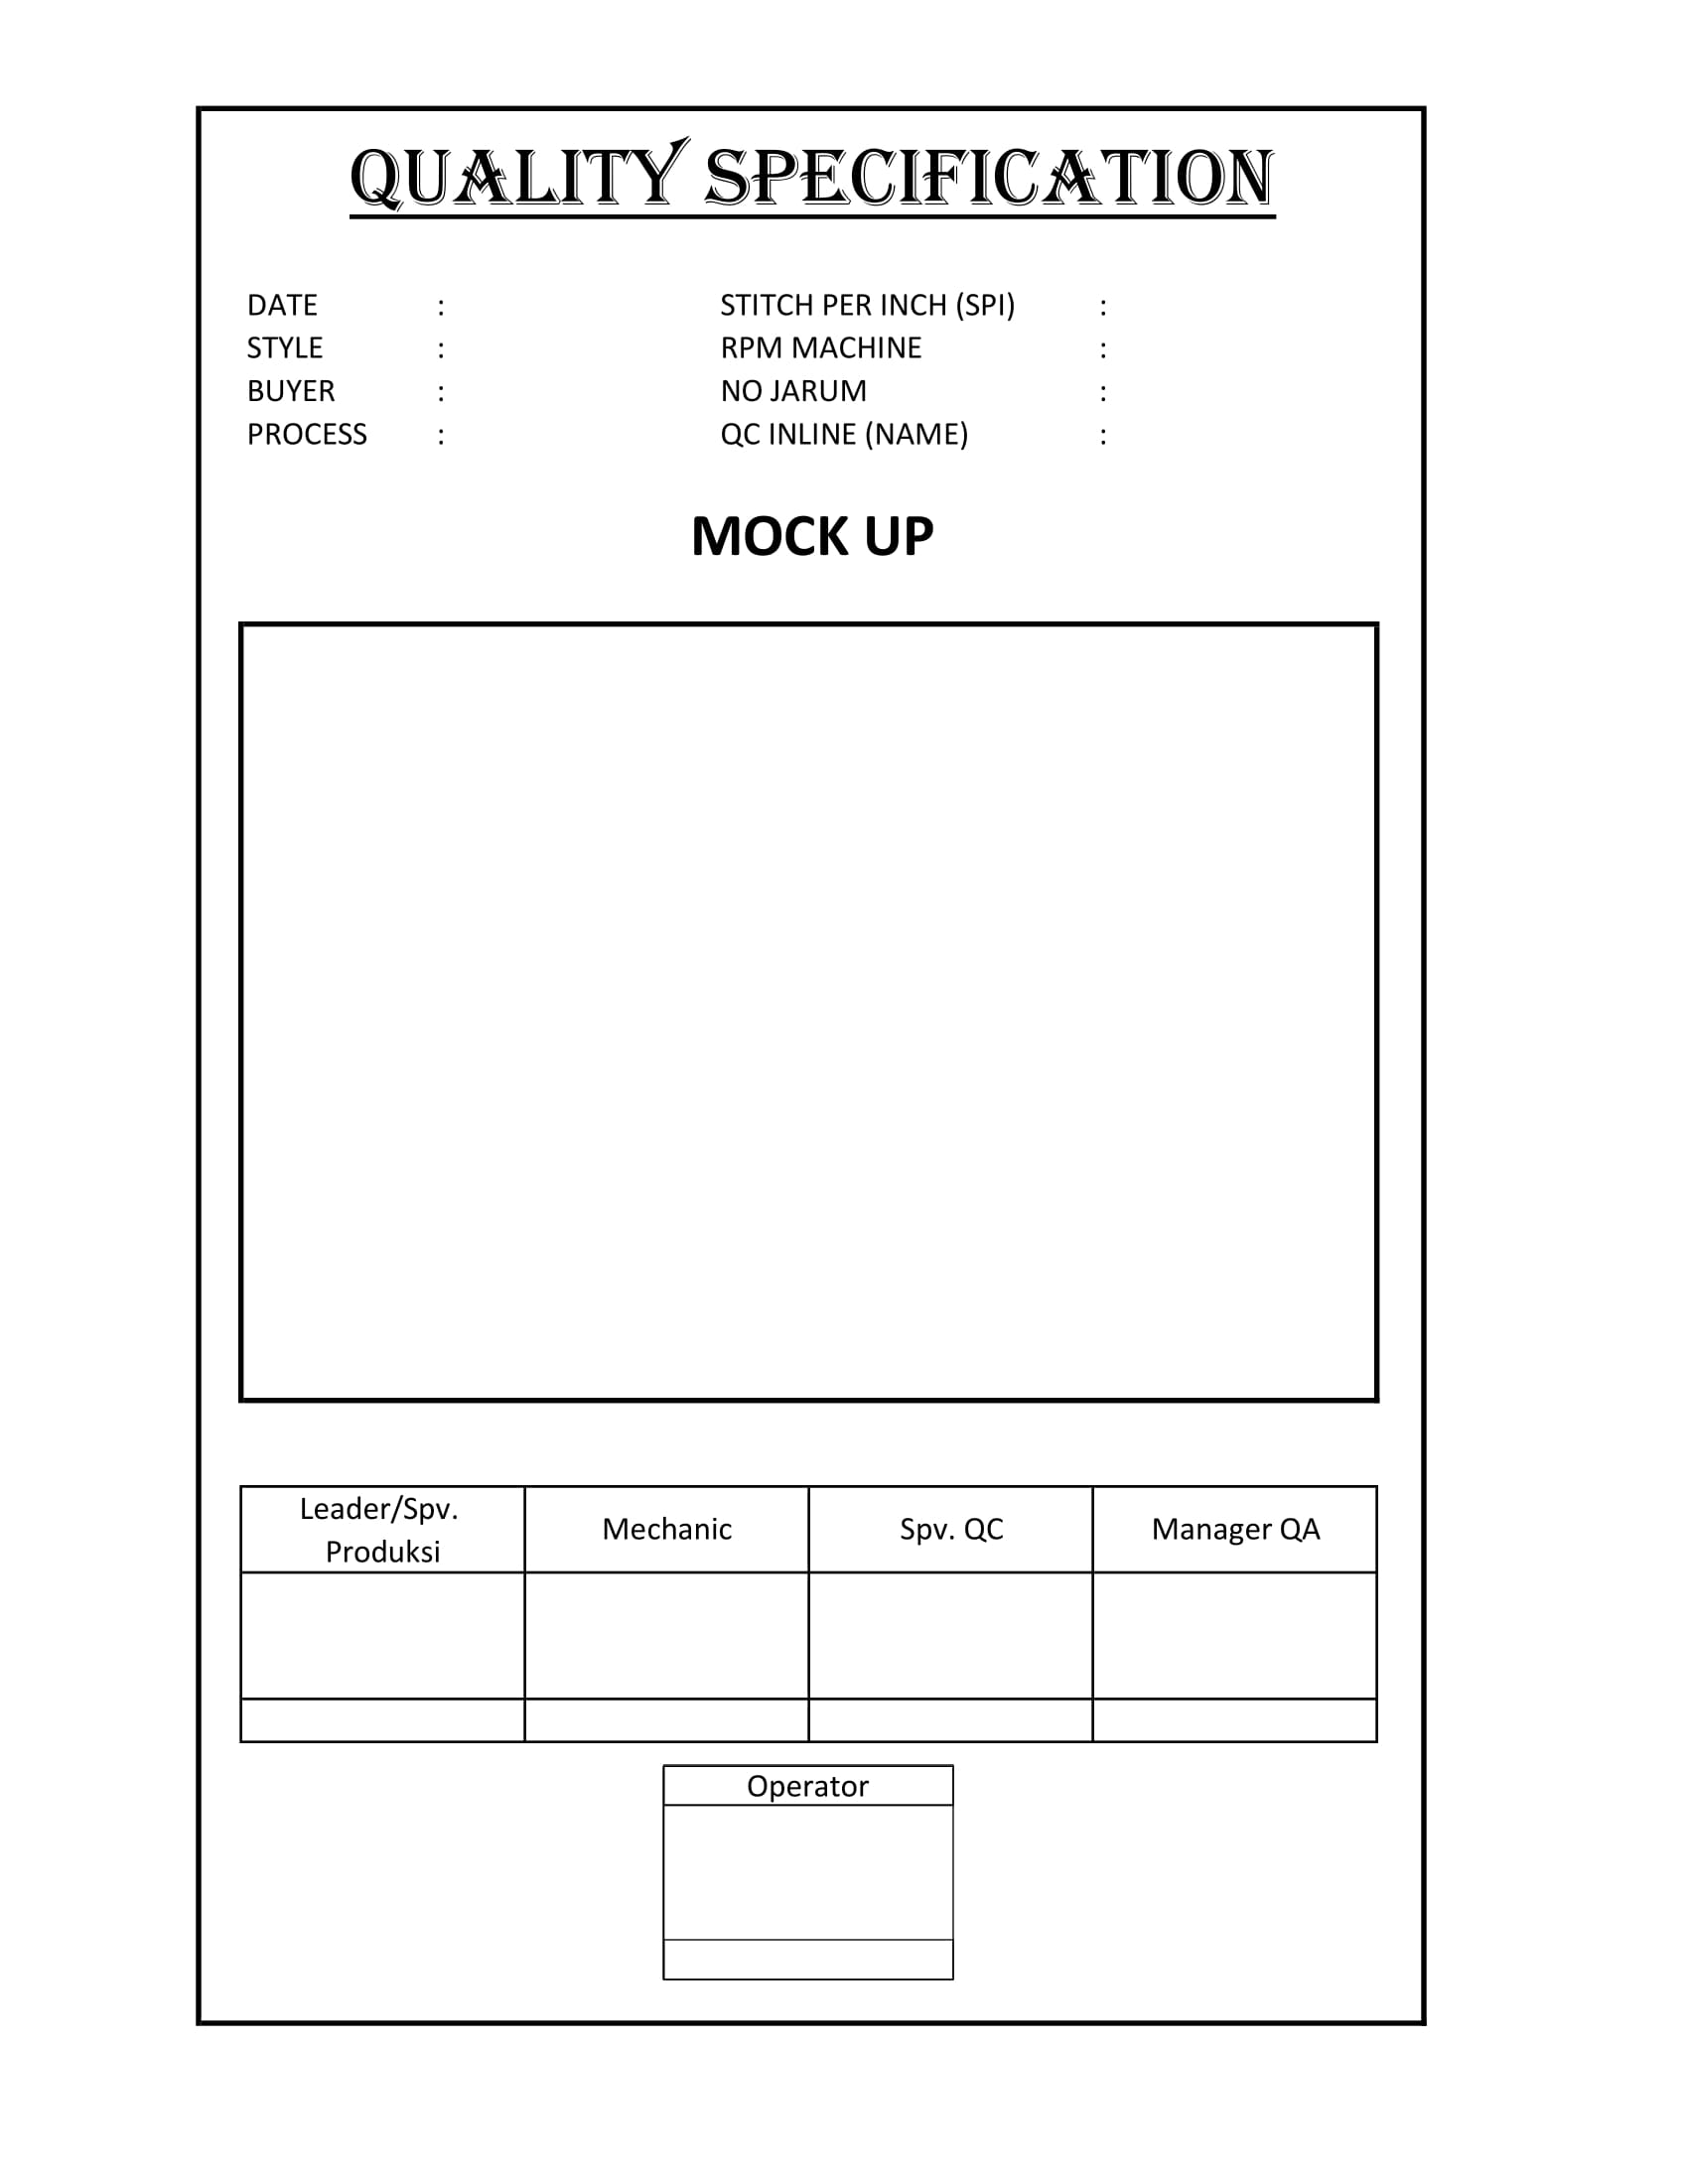 QUALITY SPECIFICATION
DATE : STITCH PER INCH (SPI) :
STYLE : RPM MACHINE :
BUYER : NO JARUM :
PROCESS : QC INLINE (NAME) :
MOCK UP
Leader/Spv. Produksi Mechanic Spv. QC Manager QA
Operator